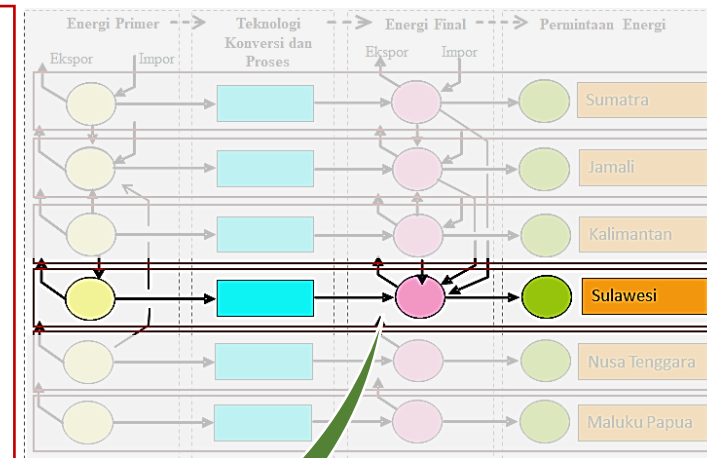 Energi Primer
Teknologi
Konversi dan
Proses
Energi Final
Permintaan Energi
Ekspor
Impor
Ekspor
Impor
Sumatra
Jamali
Kalimantan
Sulawesi
Nusa Tenggara
Maluku Papua